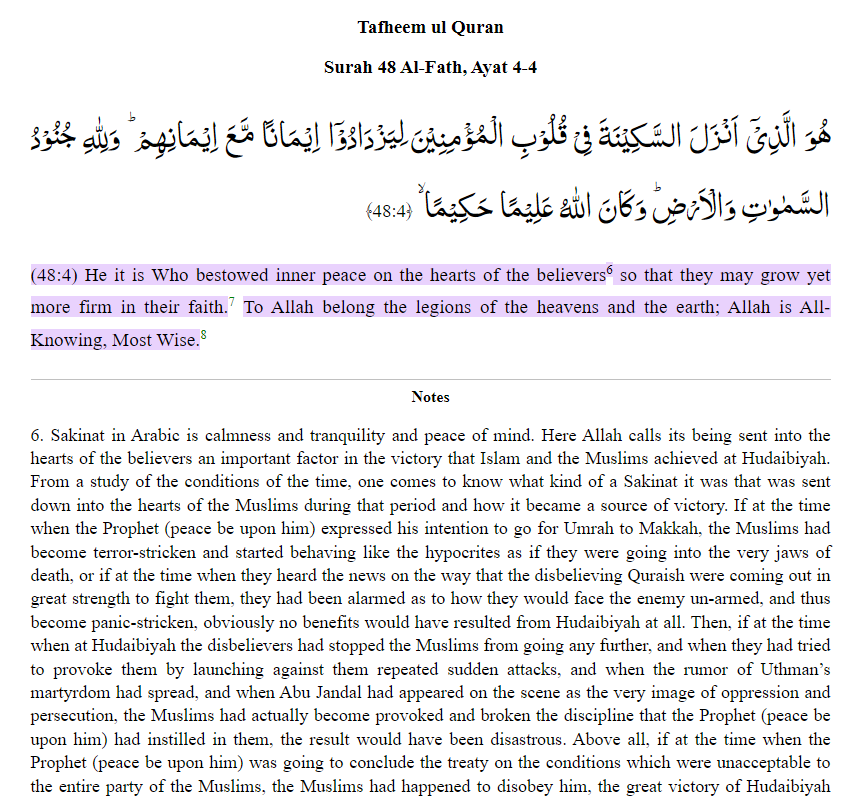 Tafheem ul Quran
Surah 48 Al-Fath, Ayat 4-4
هُوَ الَّذِىۡۤ اَنۡزَلَ السَّكِيۡنَةَ فِىۡ قُلُوۡبِ الۡمُؤۡمِنِيۡنَ لِيَزۡدَادُوۡۤا اِيۡمَانًا مَّعَ اِيۡمَانِهِمۡ‌ ؕ وَلِلّٰهِ جُنُوۡدُ
السَّمٰوٰتِ وَالۡاَرۡضِ‌ؕ وَكَانَ اللّٰهُ عَلِيۡمًا حَكِيۡمًا ۙ‏ ﴿48:4﴾
(48:4) He it is Who bestowed inner peace on the hearts of the believers6 so that they may grow yet
more firm in their faith.7 To Allah belong the legions of the heavens and the earth; Allah is All-
Knowing, Most Wise.8
Notes
6. Sakinat in Arabic is calmness and tranquility and peace of mind. Here Allah calls its being sent into the
hearts of the believers an important factor in the victory that Islam and the Muslims achieved at Hudaibiyah.
From a study of the conditions of the time, one comes to know what kind of a Sakinat it was that was sent
down into the hearts of the Muslims during that period and how it became a source of victory. If at the time
when the Prophet (peace be upon him) expressed his intention to go for Umrah to Makkah, the Muslims had
become terror-stricken and started behaving like the hypocrites as if they were going into the very jaws of
death, or if at the time when they heard the news on the way that the disbelieving Quraish were coming out in
great strength to fight them, they had been alarmed as to how they would face the enemy un-armed, and thus
become panic-stricken, obviously no benefits would have resulted from Hudaibiyah at all. Then, if at the time
when at Hudaibiyah the disbelievers had stopped the Muslims from going any further, and when they had tried
to provoke them by launching against them repeated sudden attacks, and when the rumor of Uthman’s
martyrdom had spread, and when Abu Jandal had appeared on the scene as the very image of oppression and
persecution, the Muslims had actually become provoked and broken the discipline that the Prophet (peace be
upon him) had instilled in them, the result would have been disastrous. Above all, if at the time when the
Prophet (peace be upon him) was going to conclude the treaty on the conditions which were unacceptable to
the entire party of the Muslims, the Muslims had happened to disobey him, the great victory of Hudaibiyah